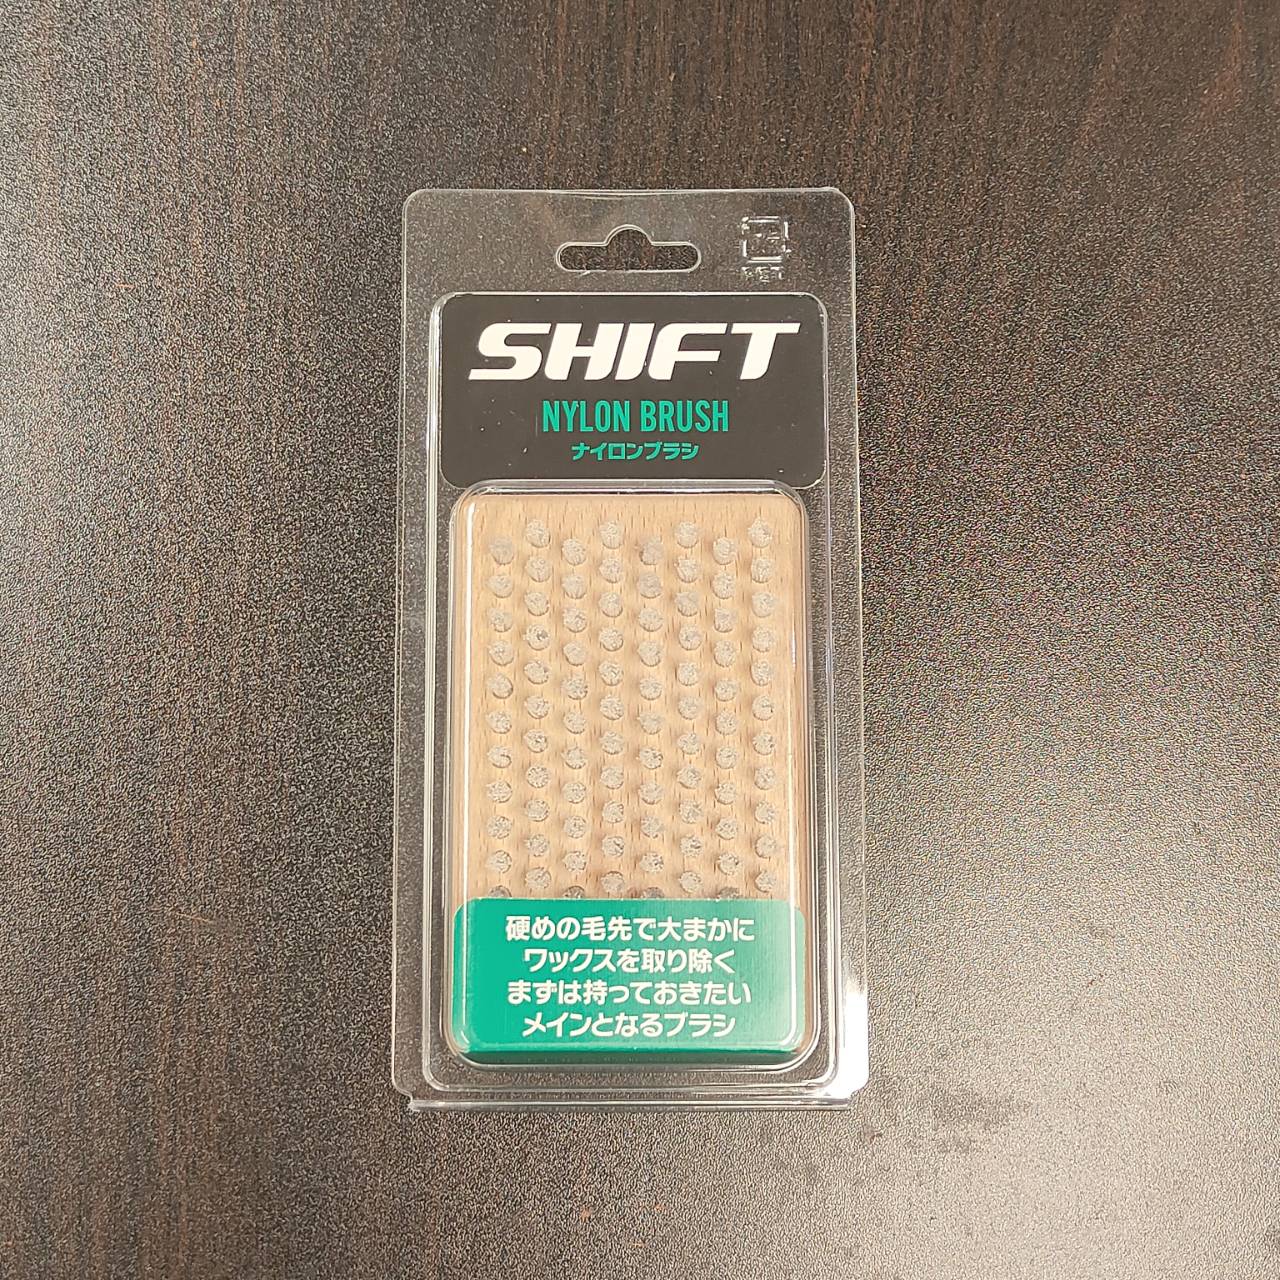 SHIFT
NYLON BRUSH
ナイロンブラシ
硬めの毛先で大まかに
ワックスを取り除く
まずは持っておきたい
メインとなるブラシ